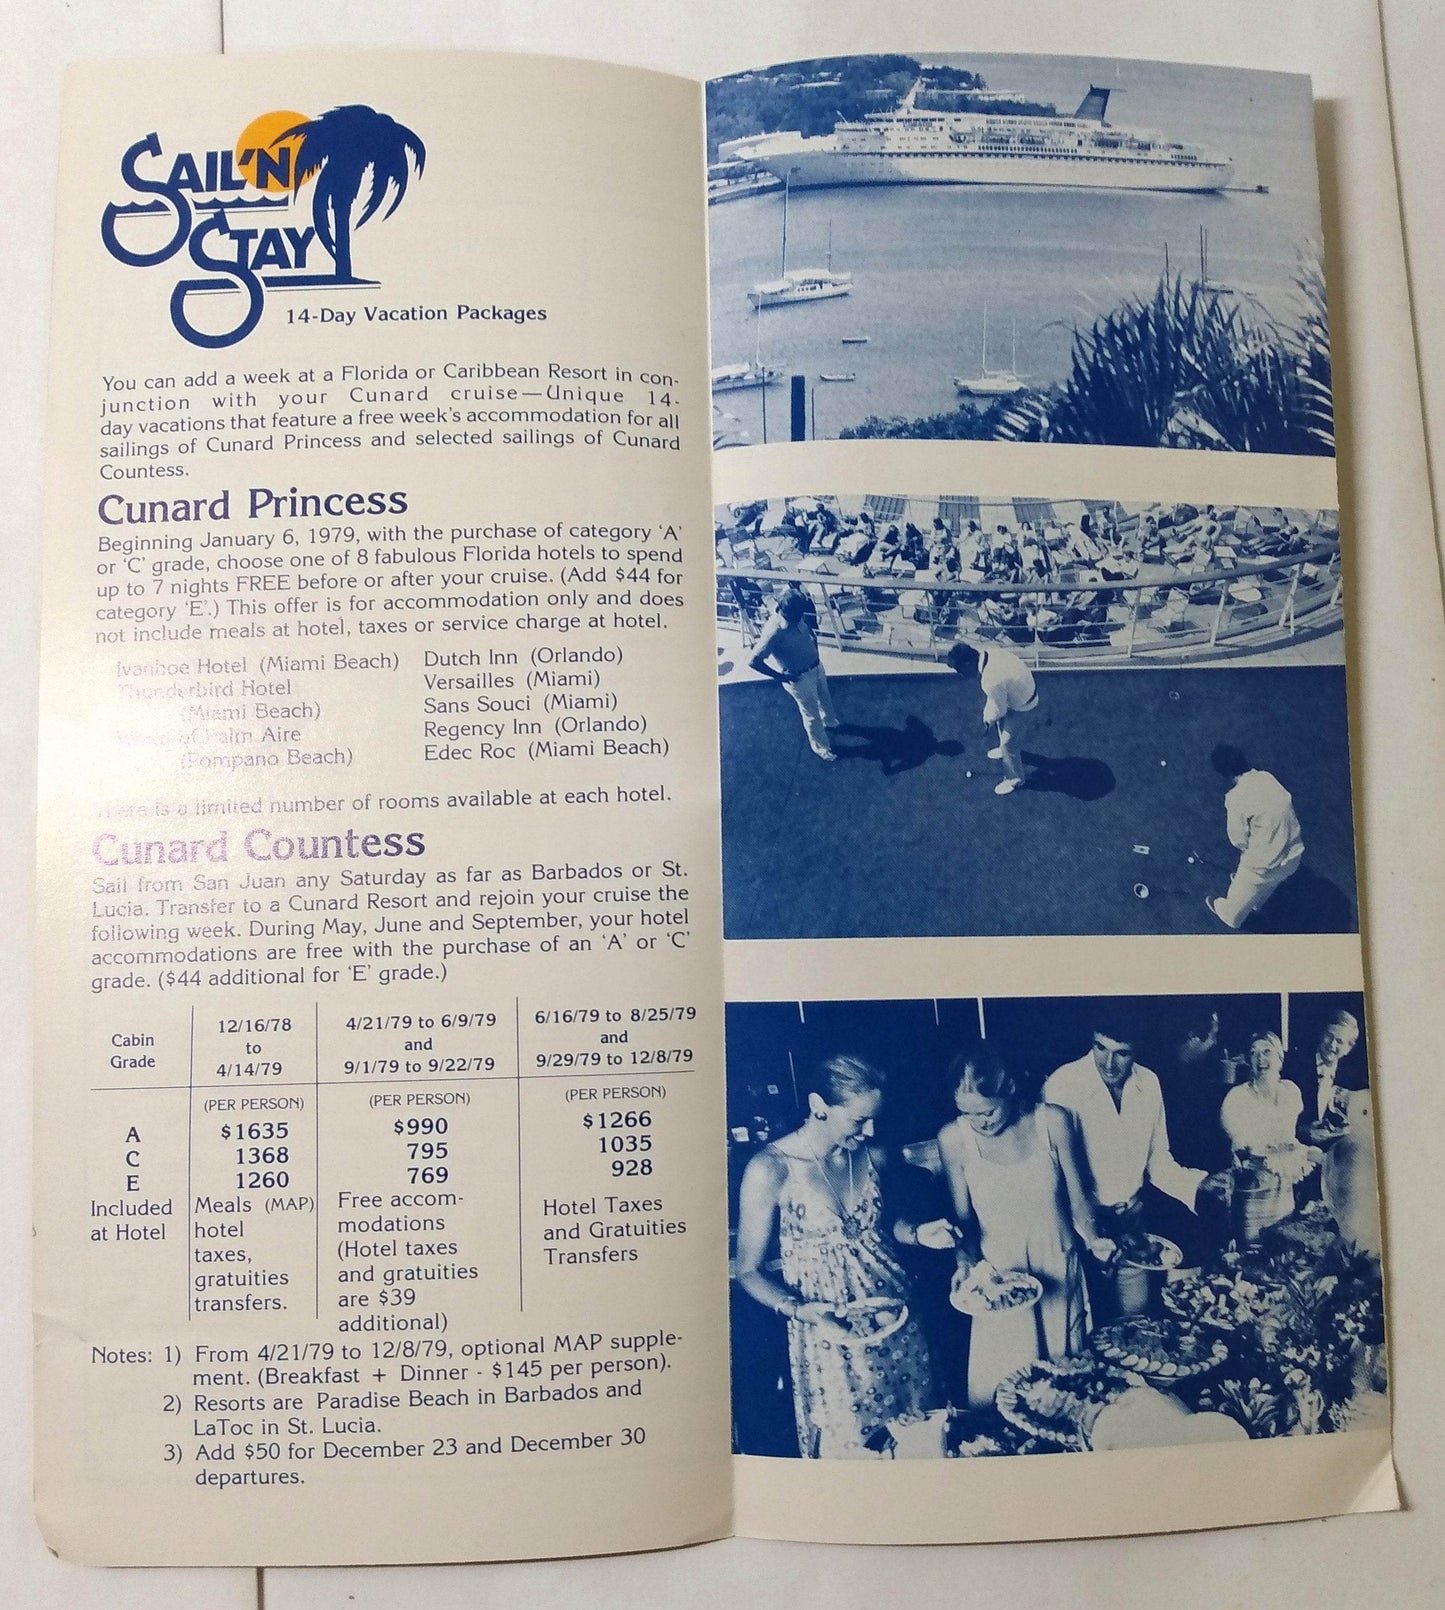 SAIL'N
STAY
14-Day Vacation Packages
You can add a week at a Florida or Caribbean Resort in con-
junction with your Cunard cruise—Unique 14-
day vacations that feature a free week's accommodation for all
sailings of Cunard Princess and selected sailings of Cunard
Countess.
Cunard Princess
Beginning January 6, 1979, with the purchase of category 'A'
or 'C' grade, choose one of 8 fabulous Florida hotels to spend
up to 7 nights FREE before or after your cruise. (Add $44 for
category 'E'.) This offer is for accommodation only and does
not include meals at hotel, taxes or service charge at hotel.
Ivanhoe Hotel (Miami Beach) Dutch Inn (Orlando)
Thunderbird Hotel Versailles (Miami)
(Miami Beach) Sans Souci (Miami)
World of Palm Aire Regency Inn (Orlando)
(Pompano Beach) Edec Roc (Miami Beach)
There is a limited number of rooms available at each hotel.
Cunard Countess
Sail from San Juan any Saturday as far as Barbados or St.
Lucia. Transfer to a Cunard Resort and rejoin your cruise the
following week. During May, June and September, your hotel
accommodations are free with the purchase of an 'A' or 'C'
grade. ($44 additional for 'E' grade.)
Cabin Grade
12/16/78 to 4/14/79
4/21/79 to 6/9/79 and 9/1/79 to 9/22/79
6/16/79 to 8/25/79 and 9/29/79 to 12/8/79
(PER PERSON) (PER PERSON) (PER PERSON)
A $1635 $990 $1266
C 1368 795 1035
E 1260 769 928
Included at Hotel
Meals (MAP)
hotel
taxes,
gratuities
transfers.
Free accom-
modations
(Hotel taxes
and gratuities
are $39
additional)
Hotel Taxes
and Gratuities
Transfers
Notes: 1) From 4/21/79 to 12/8/79, optional MAP supple-
ment. (Breakfast + Dinner - $145 per person).
2) Resorts are Paradise Beach in Barbados and
LaToc in St. Lucia.
3) Add $50 for December 23 and December 30
departures.